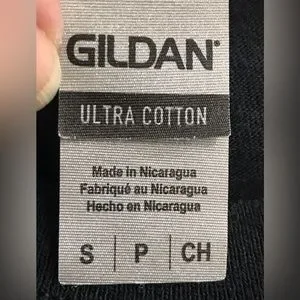 GILDAN®
ULTRA COTTON
Made in Nicaragua
Fabriqué au Nicaragua
Hecho en Nicaragua
S | P | CH